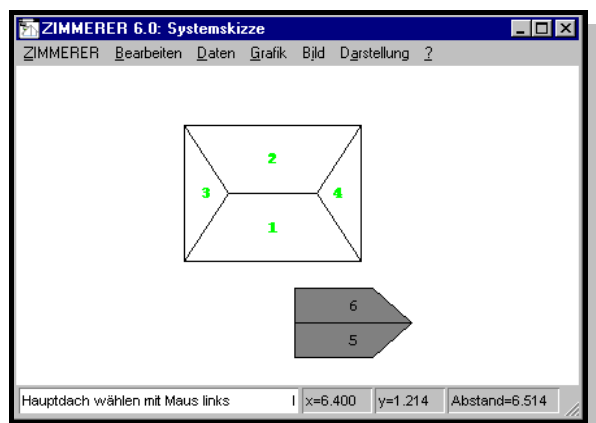 ZIMMERER 6.0: Systemskizze
ZIMMERER Bearbeiten Daten Grafik Bild Darstellung ?
2
3 4
1
6
5
Hauptdach wählen mit Maus links x=6.400 y=1.214 Abstand=6.514